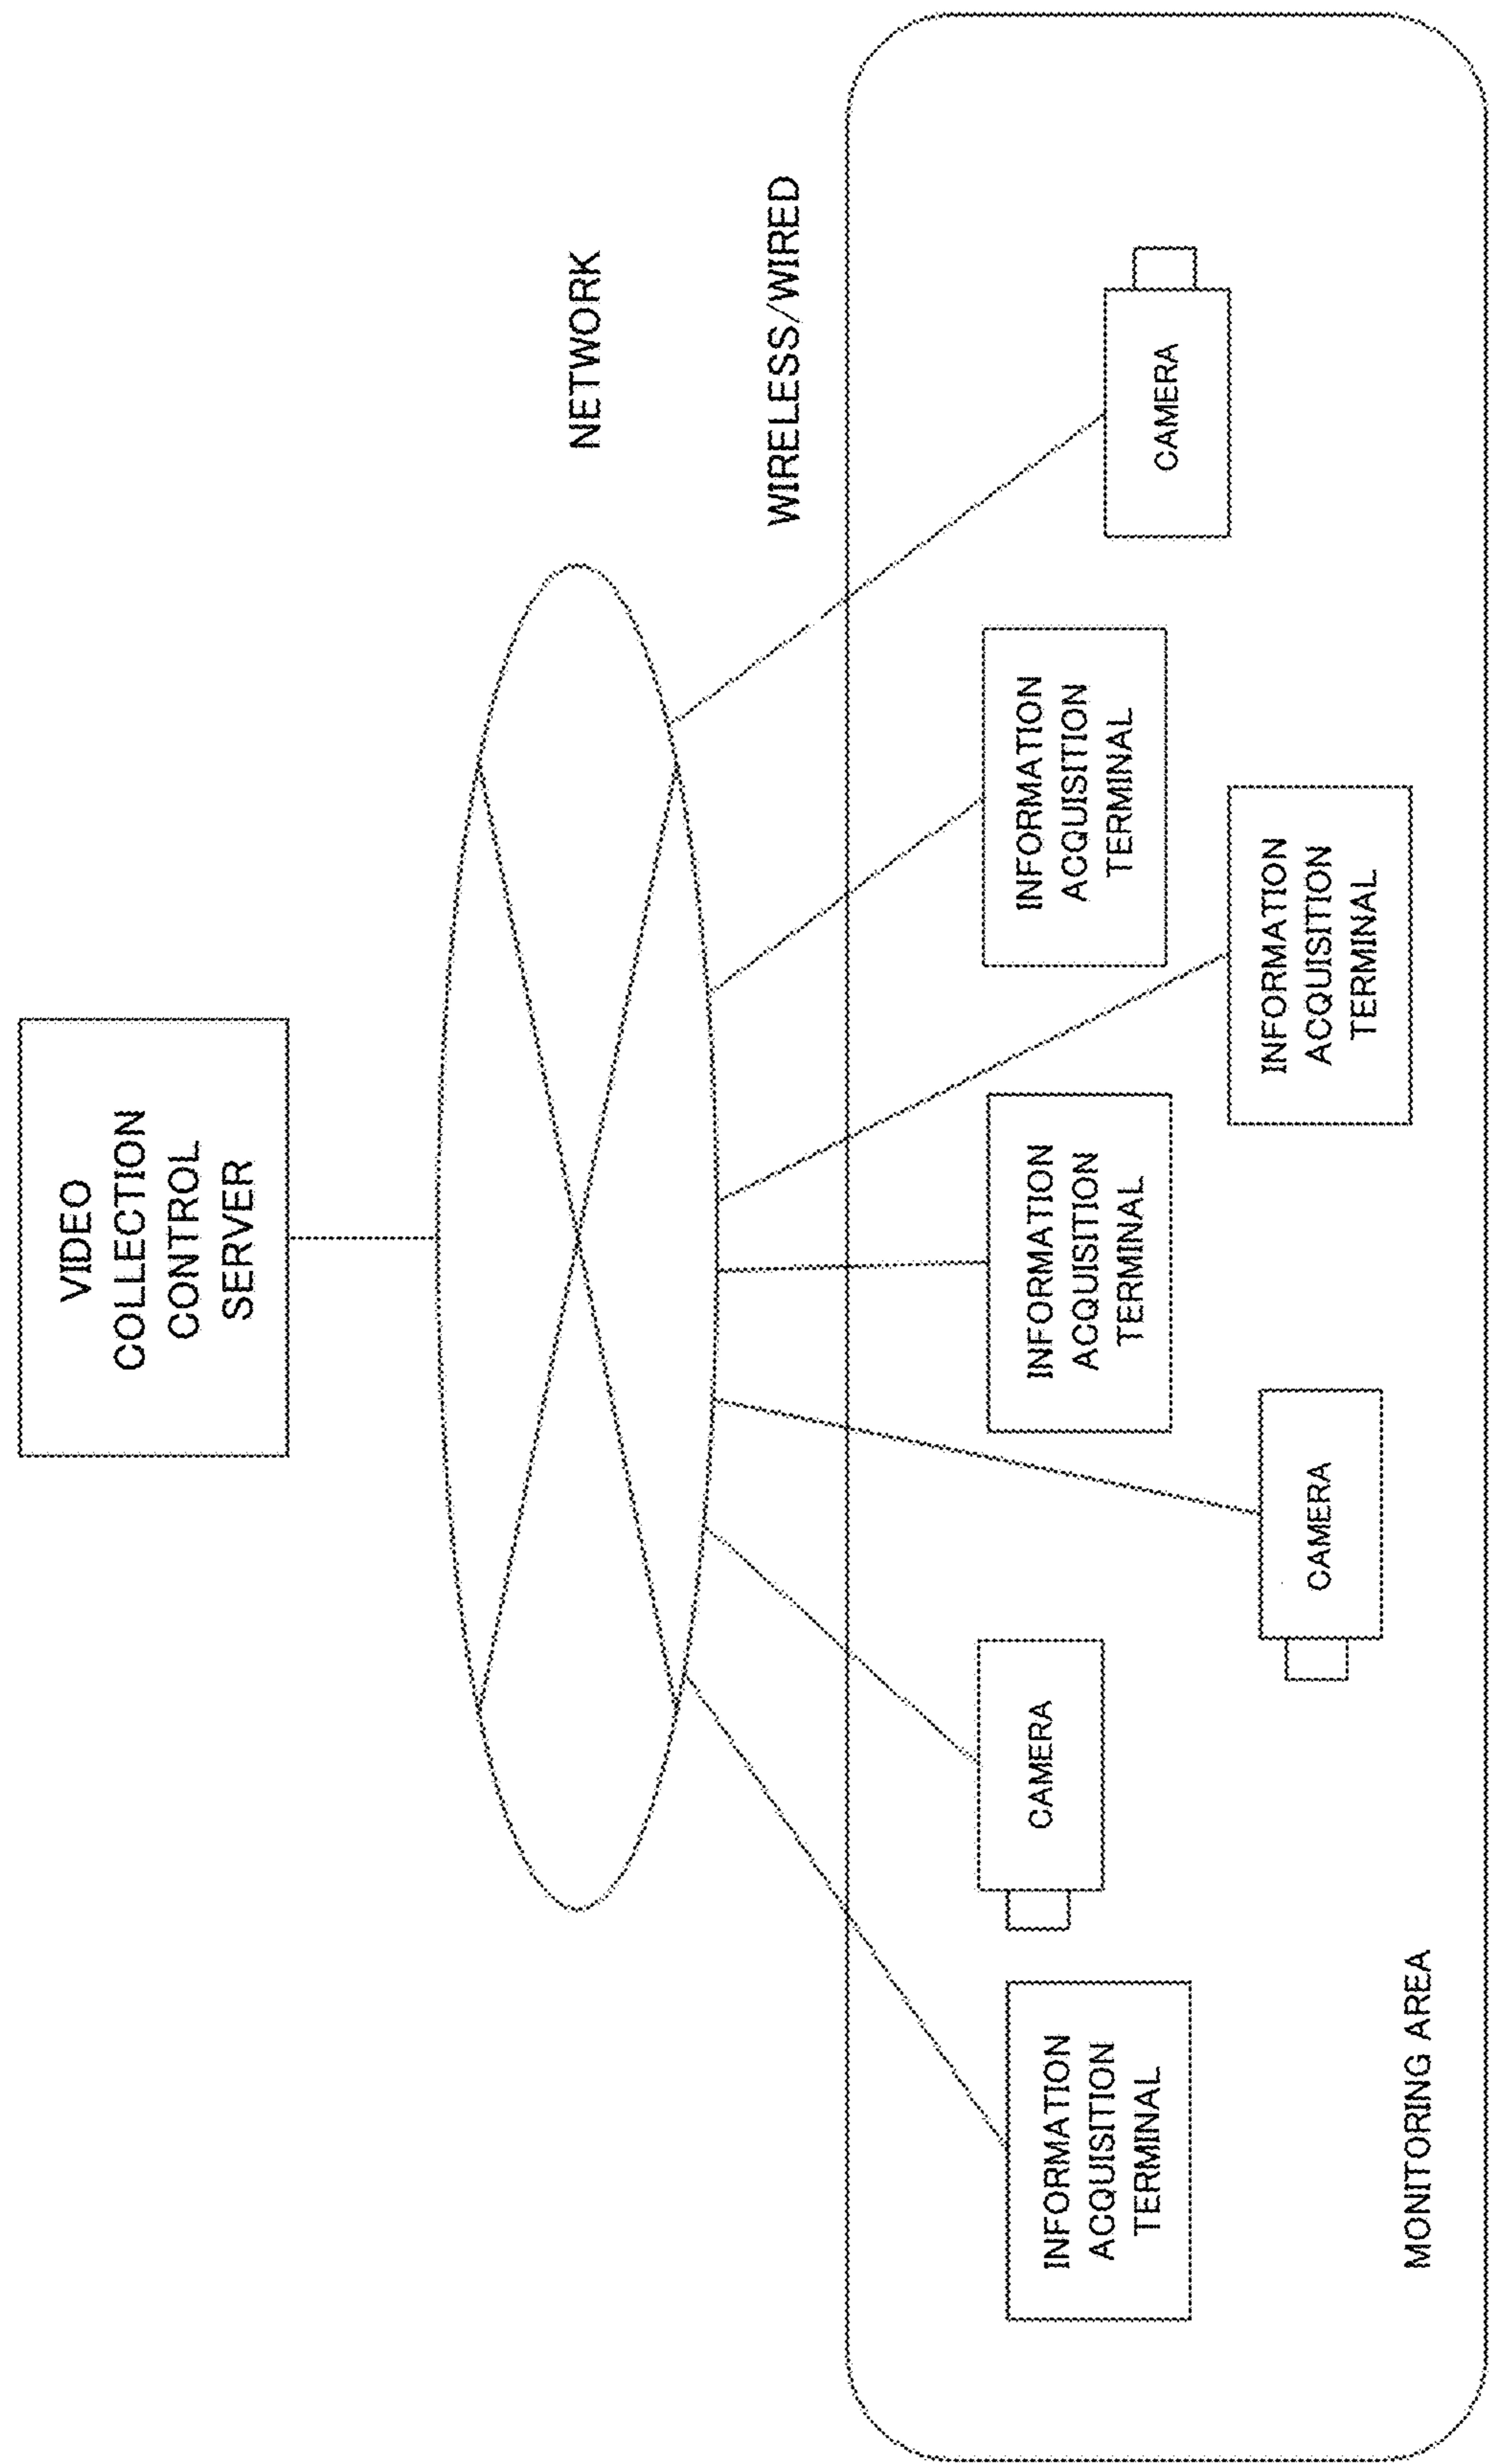 VIDEO
COLLECTION
CONTROL
SERVER
NETWORK
WIRELESS/WIRED
INFORMATION
ACQUISITION
TERMINAL
CAMERA
CAMERA
INFORMATION
ACQUISITION
TERMINAL
INFORMATION
ACQUISITION
TERMINAL
INFORMATION
ACQUISITION
TERMINAL
CAMERA
MONITORING AREA